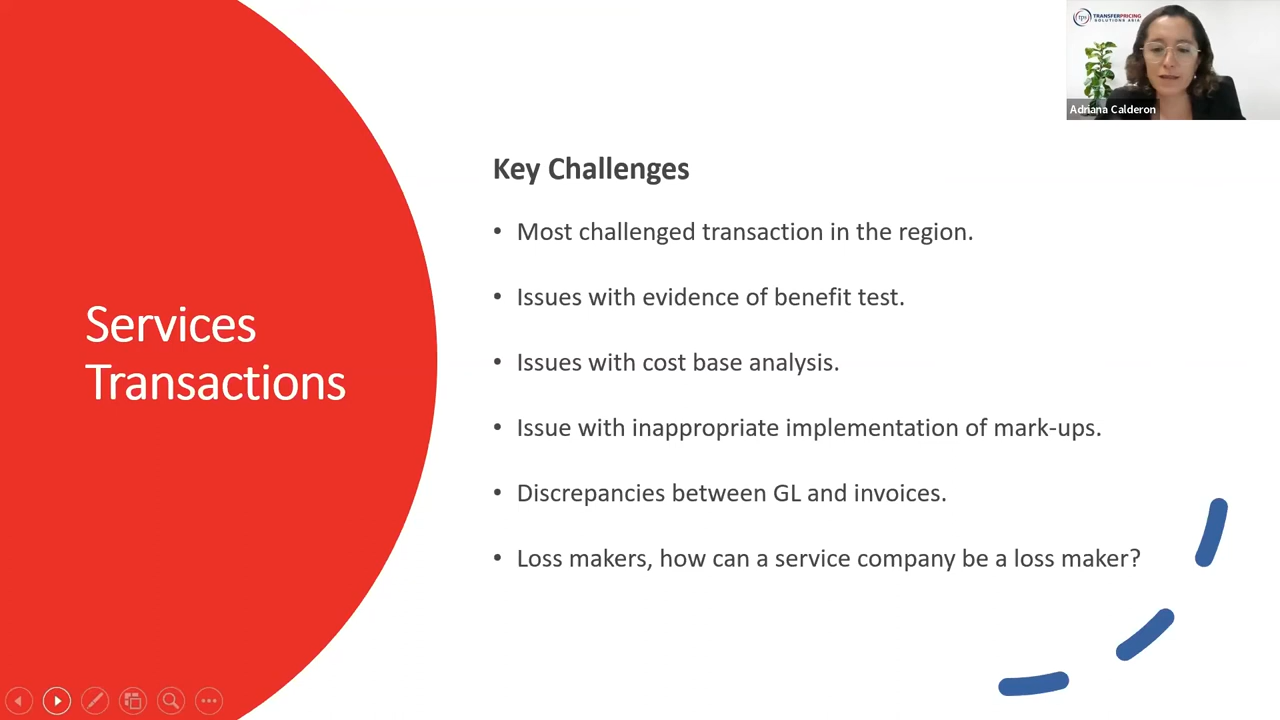 tps TRANSFERPRICING
SOLUTIONS ASIA
Adriana Calderon
Services
Transactions
Key Challenges
• Most challenged transaction in the region.
• Issues with evidence of benefit test.
• Issues with cost base analysis.
• Issue with inappropriate implementation of mark-ups.
• Discrepancies between GL and invoices.
• Loss makers, how can a service company be a loss maker?